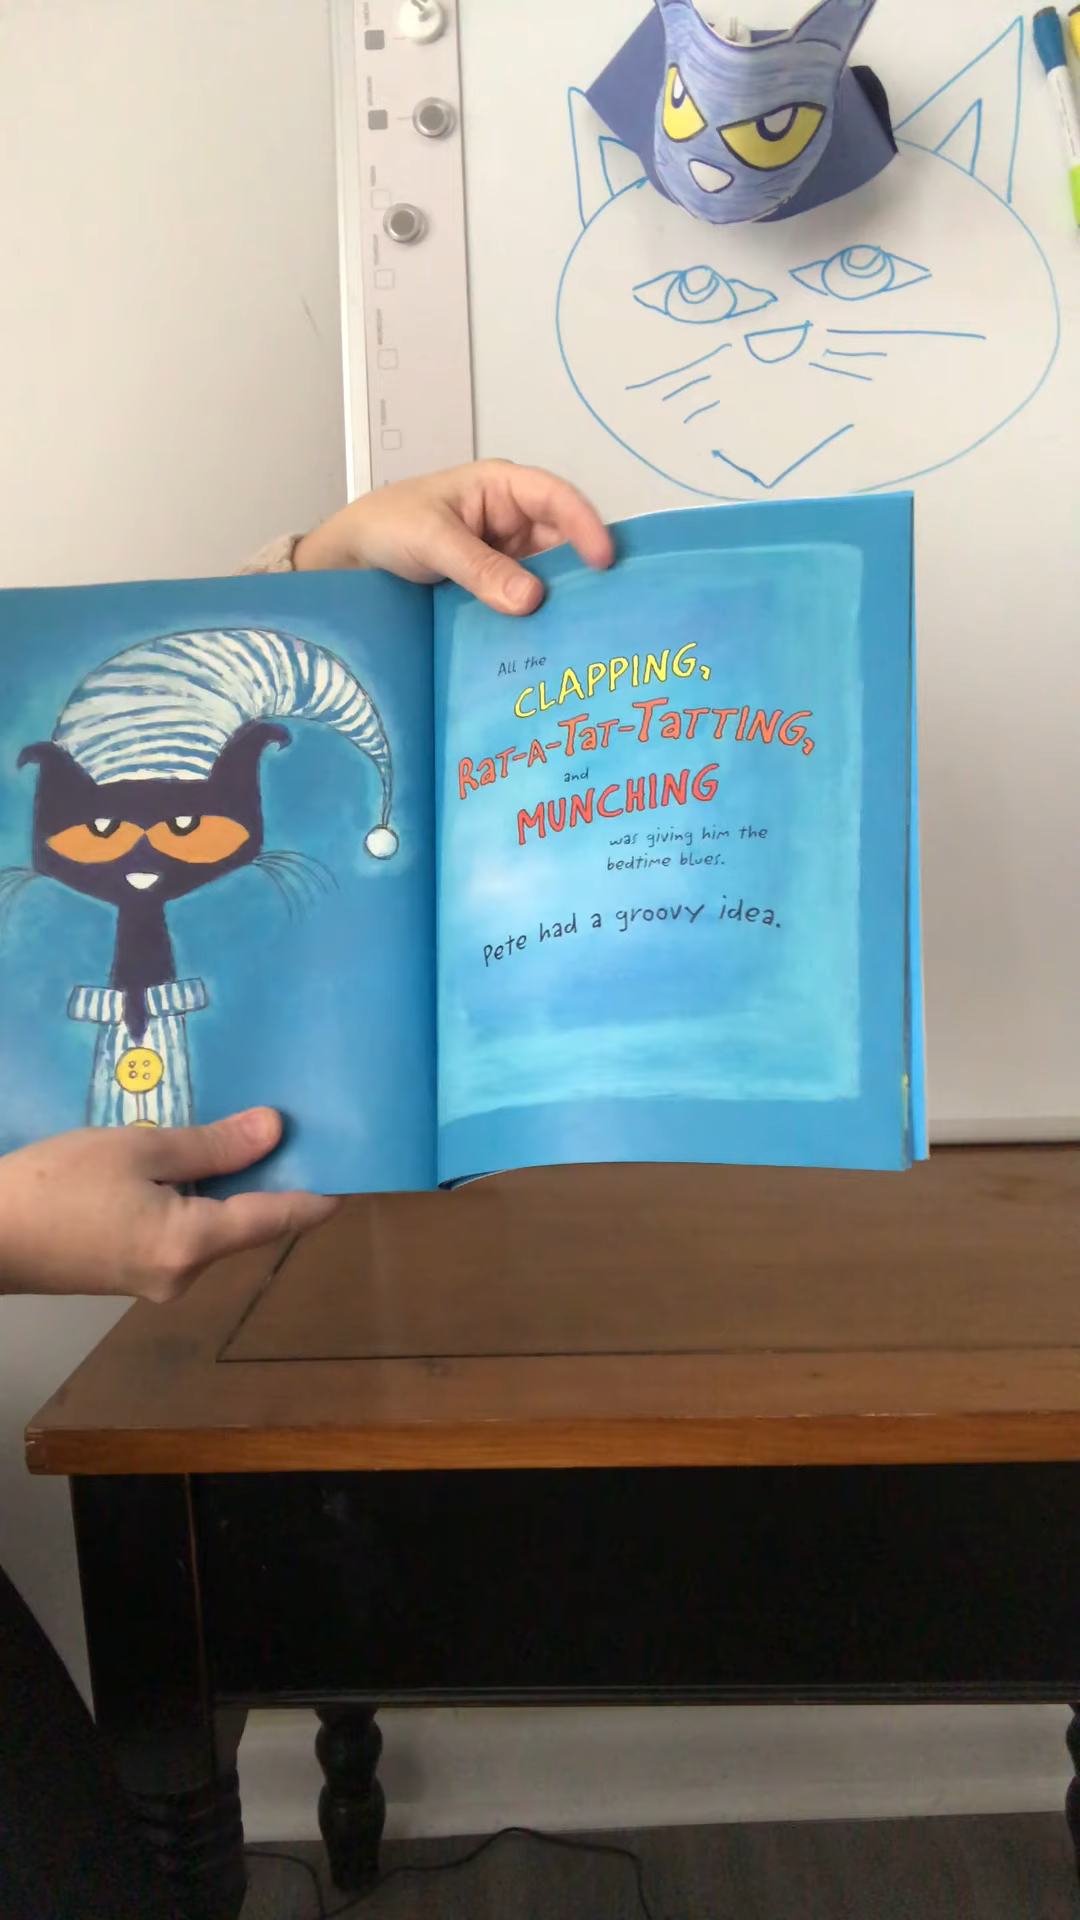 All the
CLAPPING,
RAT-A-TAT-TATTING,
and
MUNCHING
was giving him the
bedtime blues.
Pete had a groovy idea.